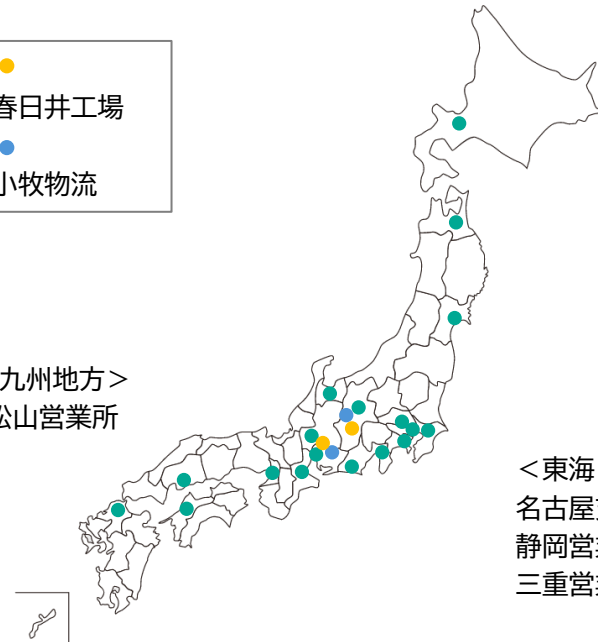 春日井工場
小牧物流
九州地方＞
松山営業所
＜東海
名古屋
静岡営
三重営